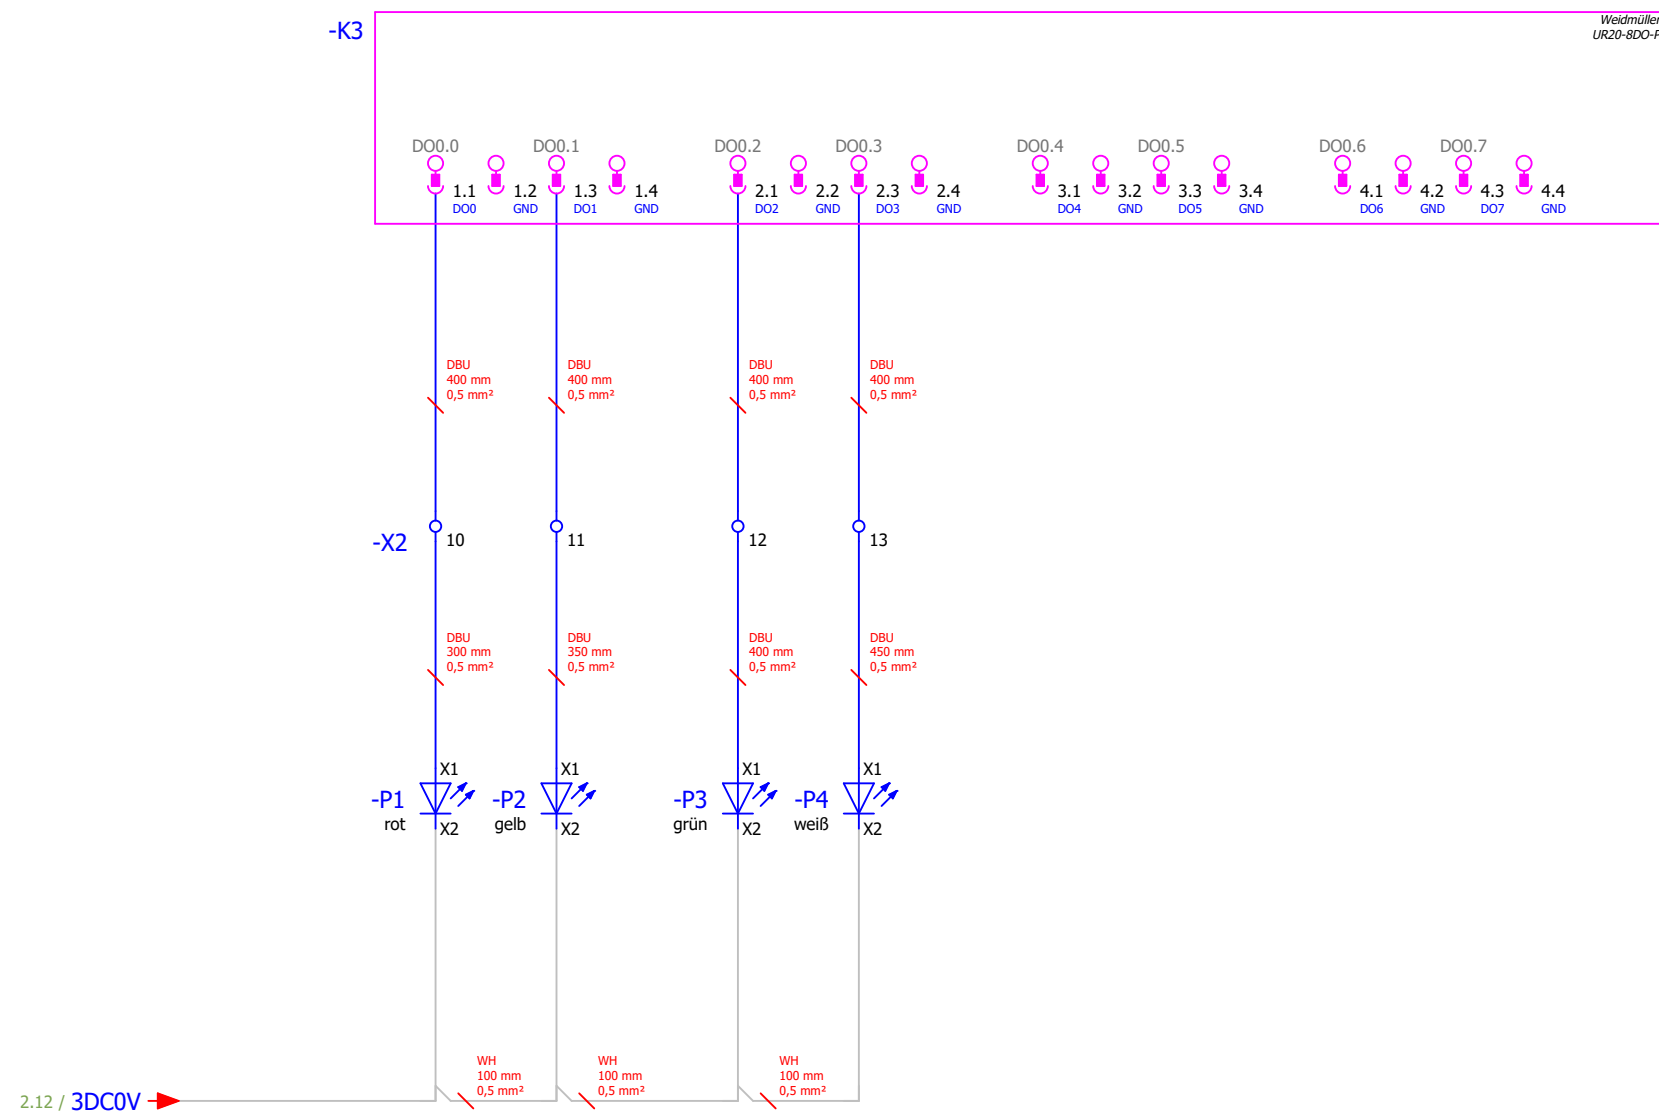 -K3
Weidmüller
UR20-8DO-P
DO0.0 DO0.1 DO0.2 DO0.3 DO0.4 DO0.5 DO0.6 DO0.7
1.1 1.2 1.3 1.4 2.1 2.2 2.3 2.4 3.1 3.2 3.3 3.4 4.1 4.2 4.3 4.4
DO0 GND DO1 GND DO2 GND DO3 GND DO4 GND DO5 GND DO6 GND DO7 GND
DBU DBU DBU DBU
400 mm 400 mm 400 mm 400 mm
0,5 mm² 0,5 mm² 0,5 mm² 0,5 mm²
-X2 10 11 12 13
DBU DBU DBU DBU
300 mm 350 mm 400 mm 450 mm
0,5 mm² 0,5 mm² 0,5 mm² 0,5 mm²
X1 X1 X1 X1
-P1 -P2 -P3 -P4
rot gelb grün weiß
X2 X2 X2 X2
WH WH WH
100 mm 100 mm 100 mm
0,5 mm² 0,5 mm² 0,5 mm²
2.12 / 3DC0V